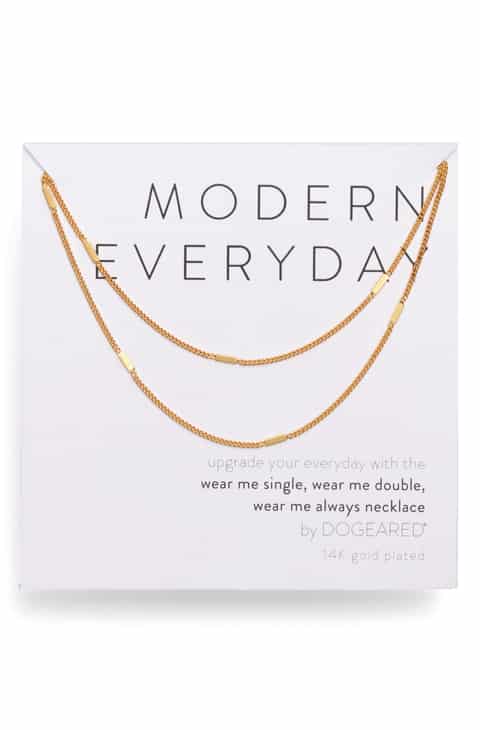 MODERN
EVERYDAY
upgrade your everyday with the
wear me single, wear me double,
wear me always necklace
by DOGEARED®
14K gold plated